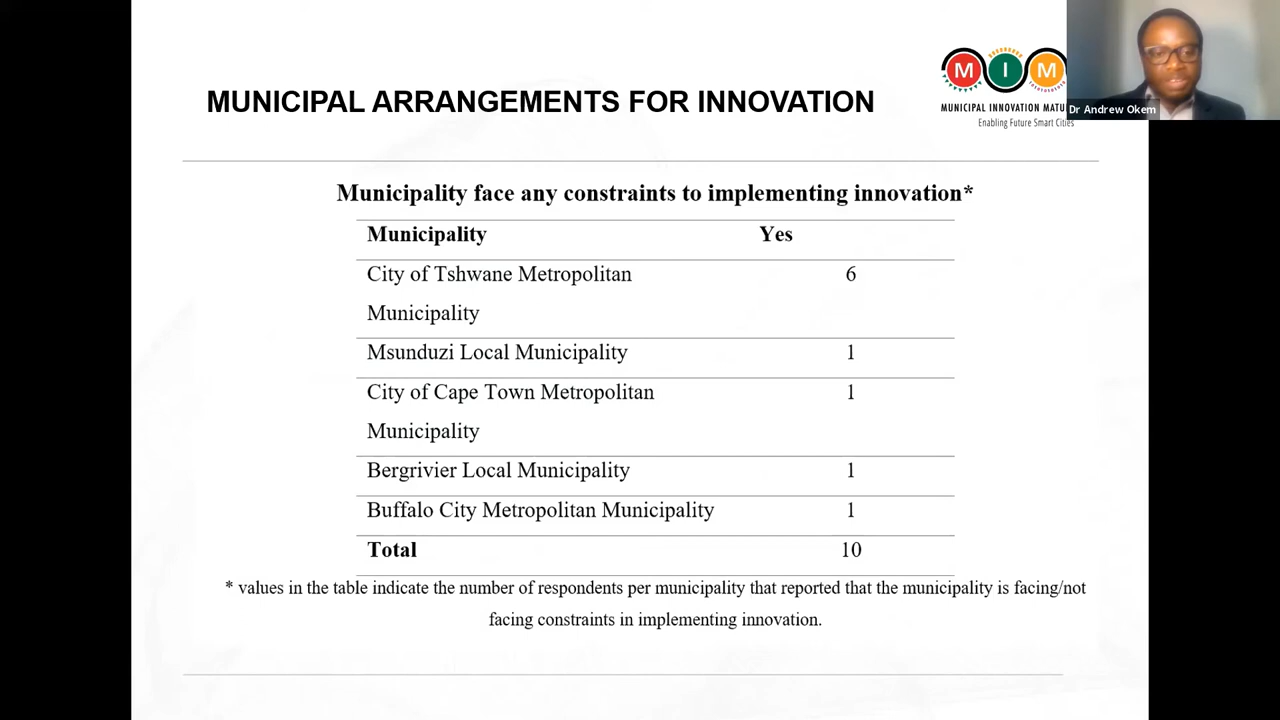 MUNICIPAL ARRANGEMENTS FOR INNOVATION
M I M
MUNICIPAL INNOVATION
Enabling Future Smart Cities
Dr Andrew Okem
Municipality face any constraints to implementing innovation*
Municipality Yes
City of Tshwane Metropolitan 6
Municipality
Msunduzi Local Municipality 1
City of Cape Town Metropolitan 1
Municipality
Bergrivier Local Municipality 1
Buffalo City Metropolitan Municipality 1
Total 10
* values in the table indicate the number of respondents per municipality that reported that the municipality is facing/not
facing constraints in implementing innovation.